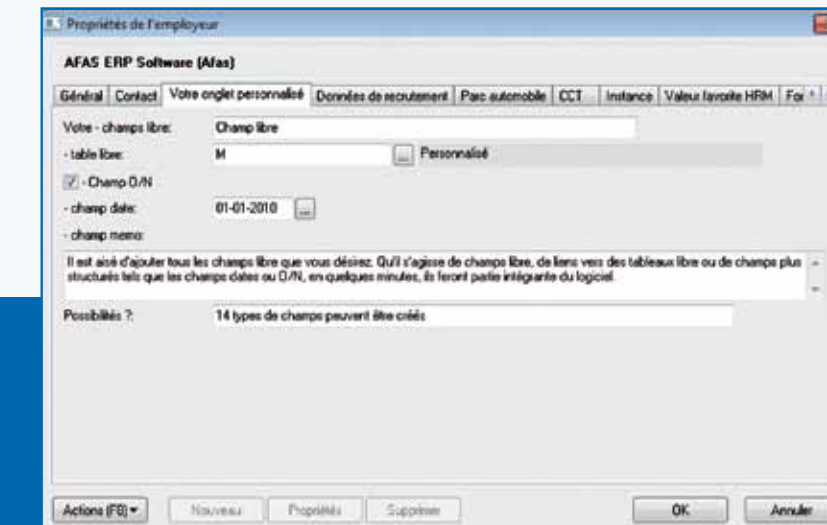 Propriétés de l'employeur
AFAS ERP Software (Afas)
Général Contact Votre onglet personnalisé Données de recrutement Parc automobile CCT Instance Valeur favorite HRM For
Votre - champs libre: Champ libre
- table libre: M ... Personnalisé
- Champ O/N
- champ date: 01-01-2010 ...
- champ memo:
Il est aisé d'ajouter tous les champs libre que vous désirez. Qu'il s'agisse de champs libre, de liens vers des tableaux libre ou de champs plus
structurés tels que les champs dates ou O/N, en quelques minutes, ils feront partie intégrante du logiciel.
Possibilités ?: 14 types de champs peuvent être créés
Actions (F8) Nouveau Propriétés Supprimer OK Annuler